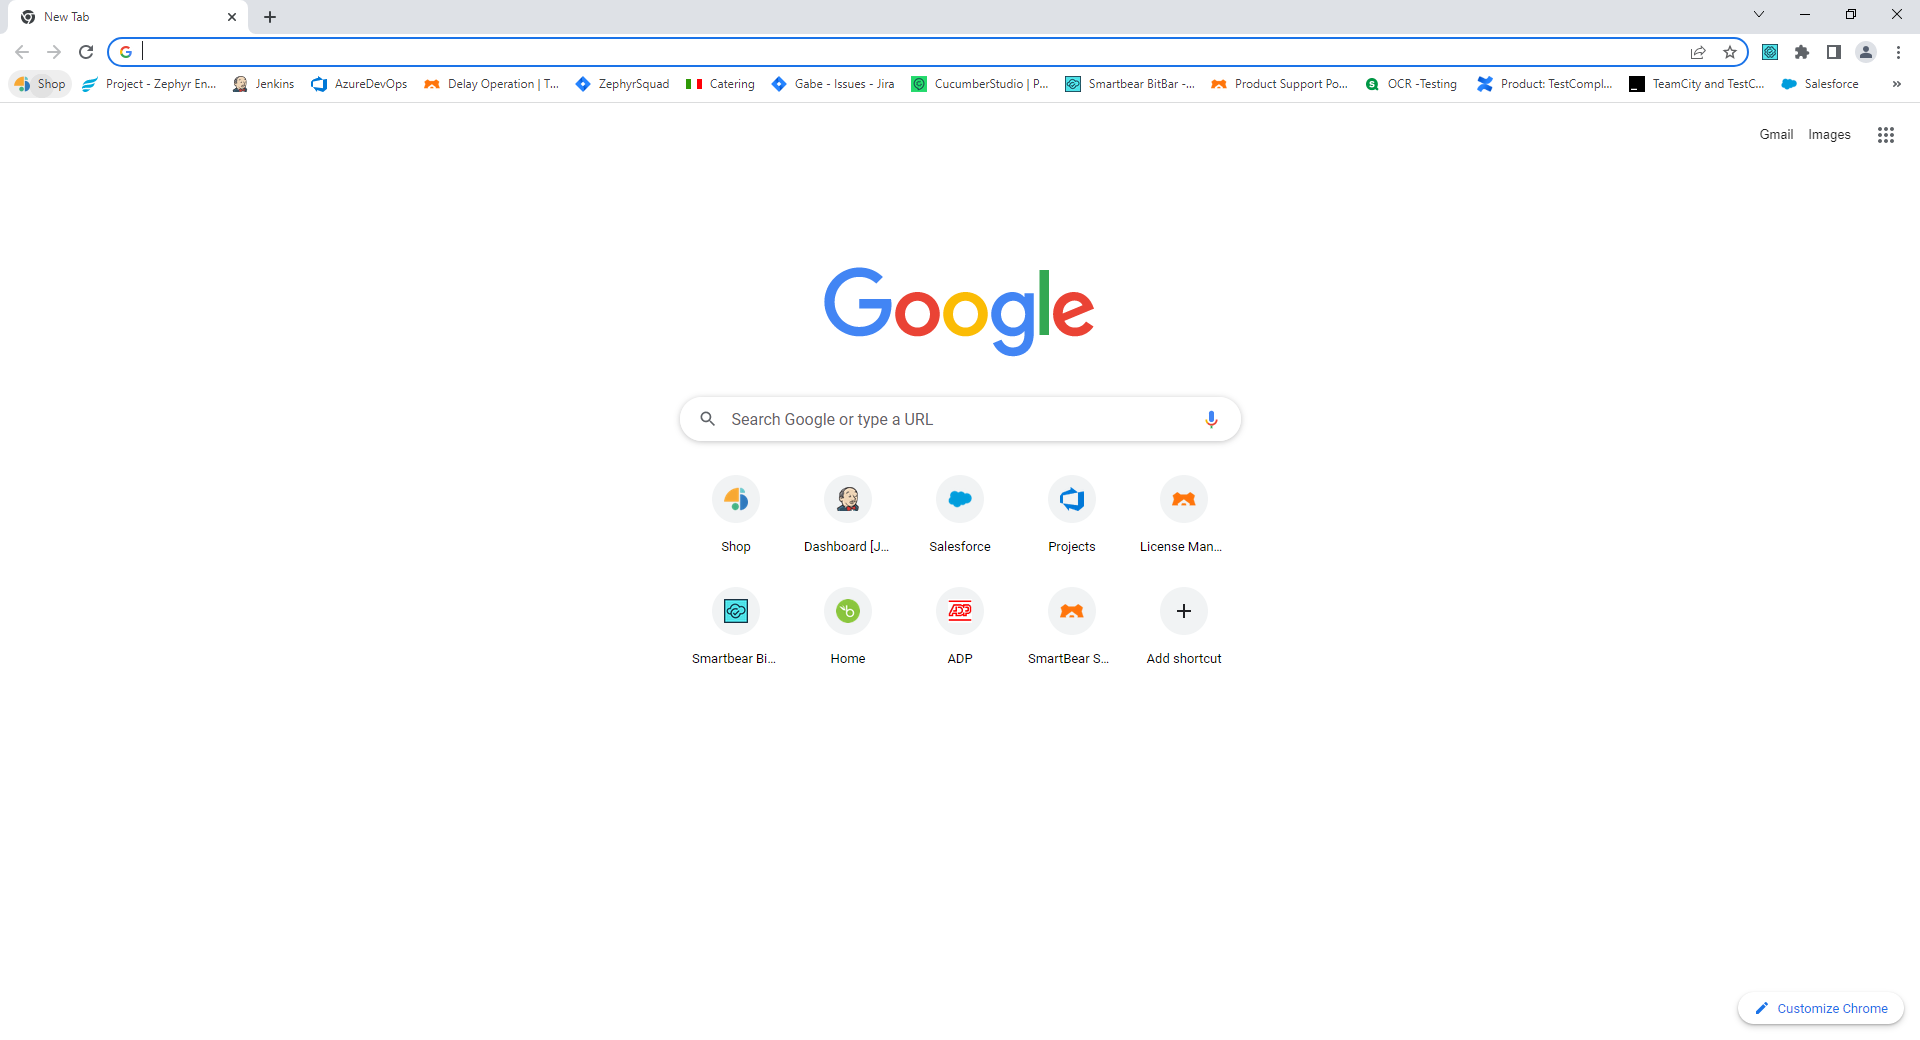 New Tab
Shop
Project - Zephyr En...
Jenkins
AzureDevOps
Delay Operation | T...
ZephyrSquad
Catering
Gabe - Issues - Jira
CucumberStudio | P...
Smartbear BitBar -...
Product Support Po...
OCR -Testing
Product: TestCompl...
TeamCity and TestC...
Salesforce
Gmail
Images
Google
Search Google or type a URL
Shop
Dashboard [J...
Salesforce
Projects
License Man...
Smartbear Bi...
Home
ADP
SmartBear S...
Add shortcut
Customize Chrome